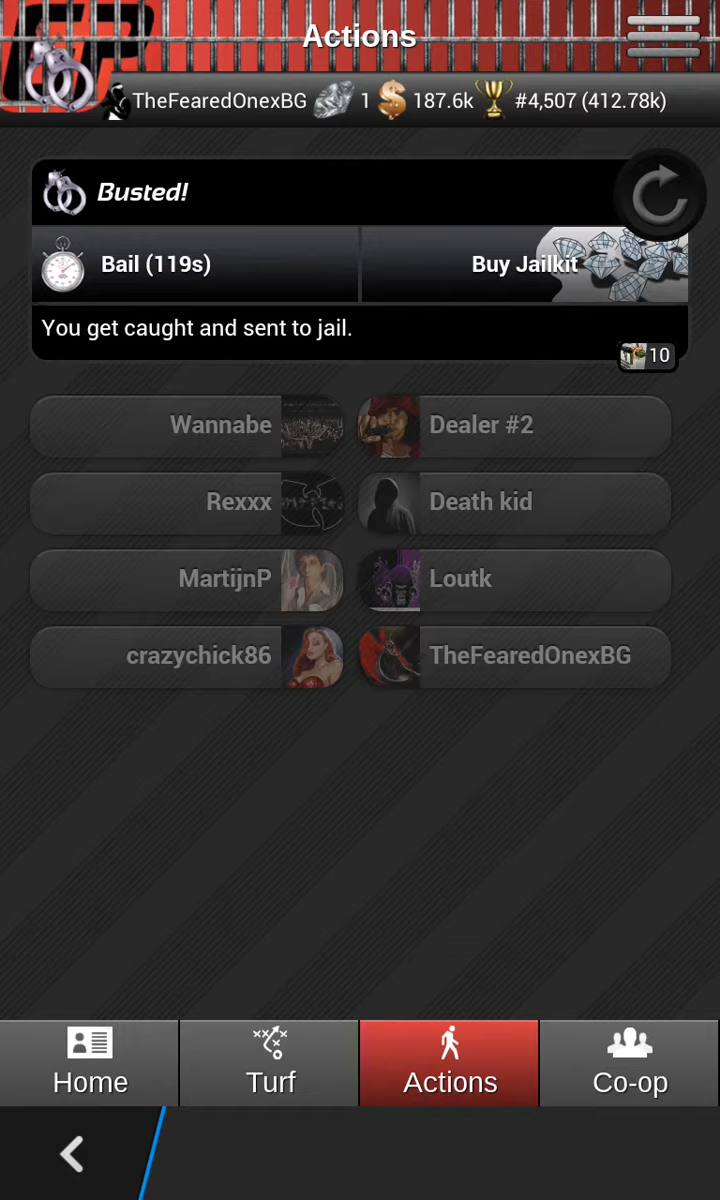 Actions
TheFearedOnexBG 1 187.6k #4,507 (412.78k)
Busted!
Bail (119s) Buy Jailkit
You get caught and sent to jail.
10
Wannabe Dealer #2
Rexxx Death kid
MartijnP Loutk
crazychick86 TheFearedOnexBG
Home Turf Actions Co-op